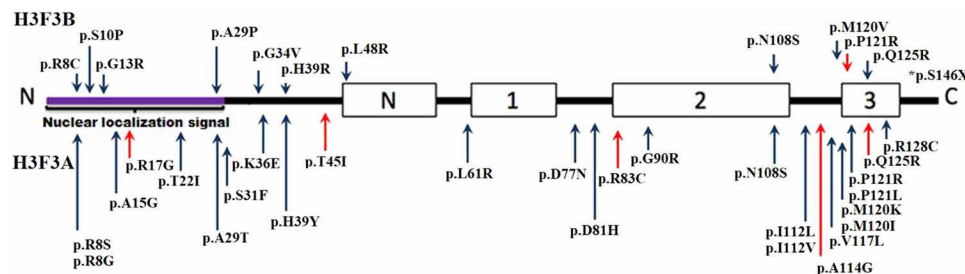 H3F3B
p.S10P
p.A29P
p.M120V
p.R8C
p.G13R
p.G34V
p.H39R
p.L48R
p.N108S
p.P121R
p.Q125R
*p.S146X
N
N
1
2
3
C
Nuclear localization signal
H3F3A
p.R17G
p.T22I
p.A15G
p.K36E
p.S31F
p.T45I
p.H39Y
p.A29T
p.R8S
p.R8G
p.L61R
p.D77N
p.D81H
p.R83C
p.G90R
p.N108S
p.R128C
p.Q125R
p.P121R
p.P121L
p.M120K
p.M120I
p.V117L
p.I112L
p.I112V
p.A114G